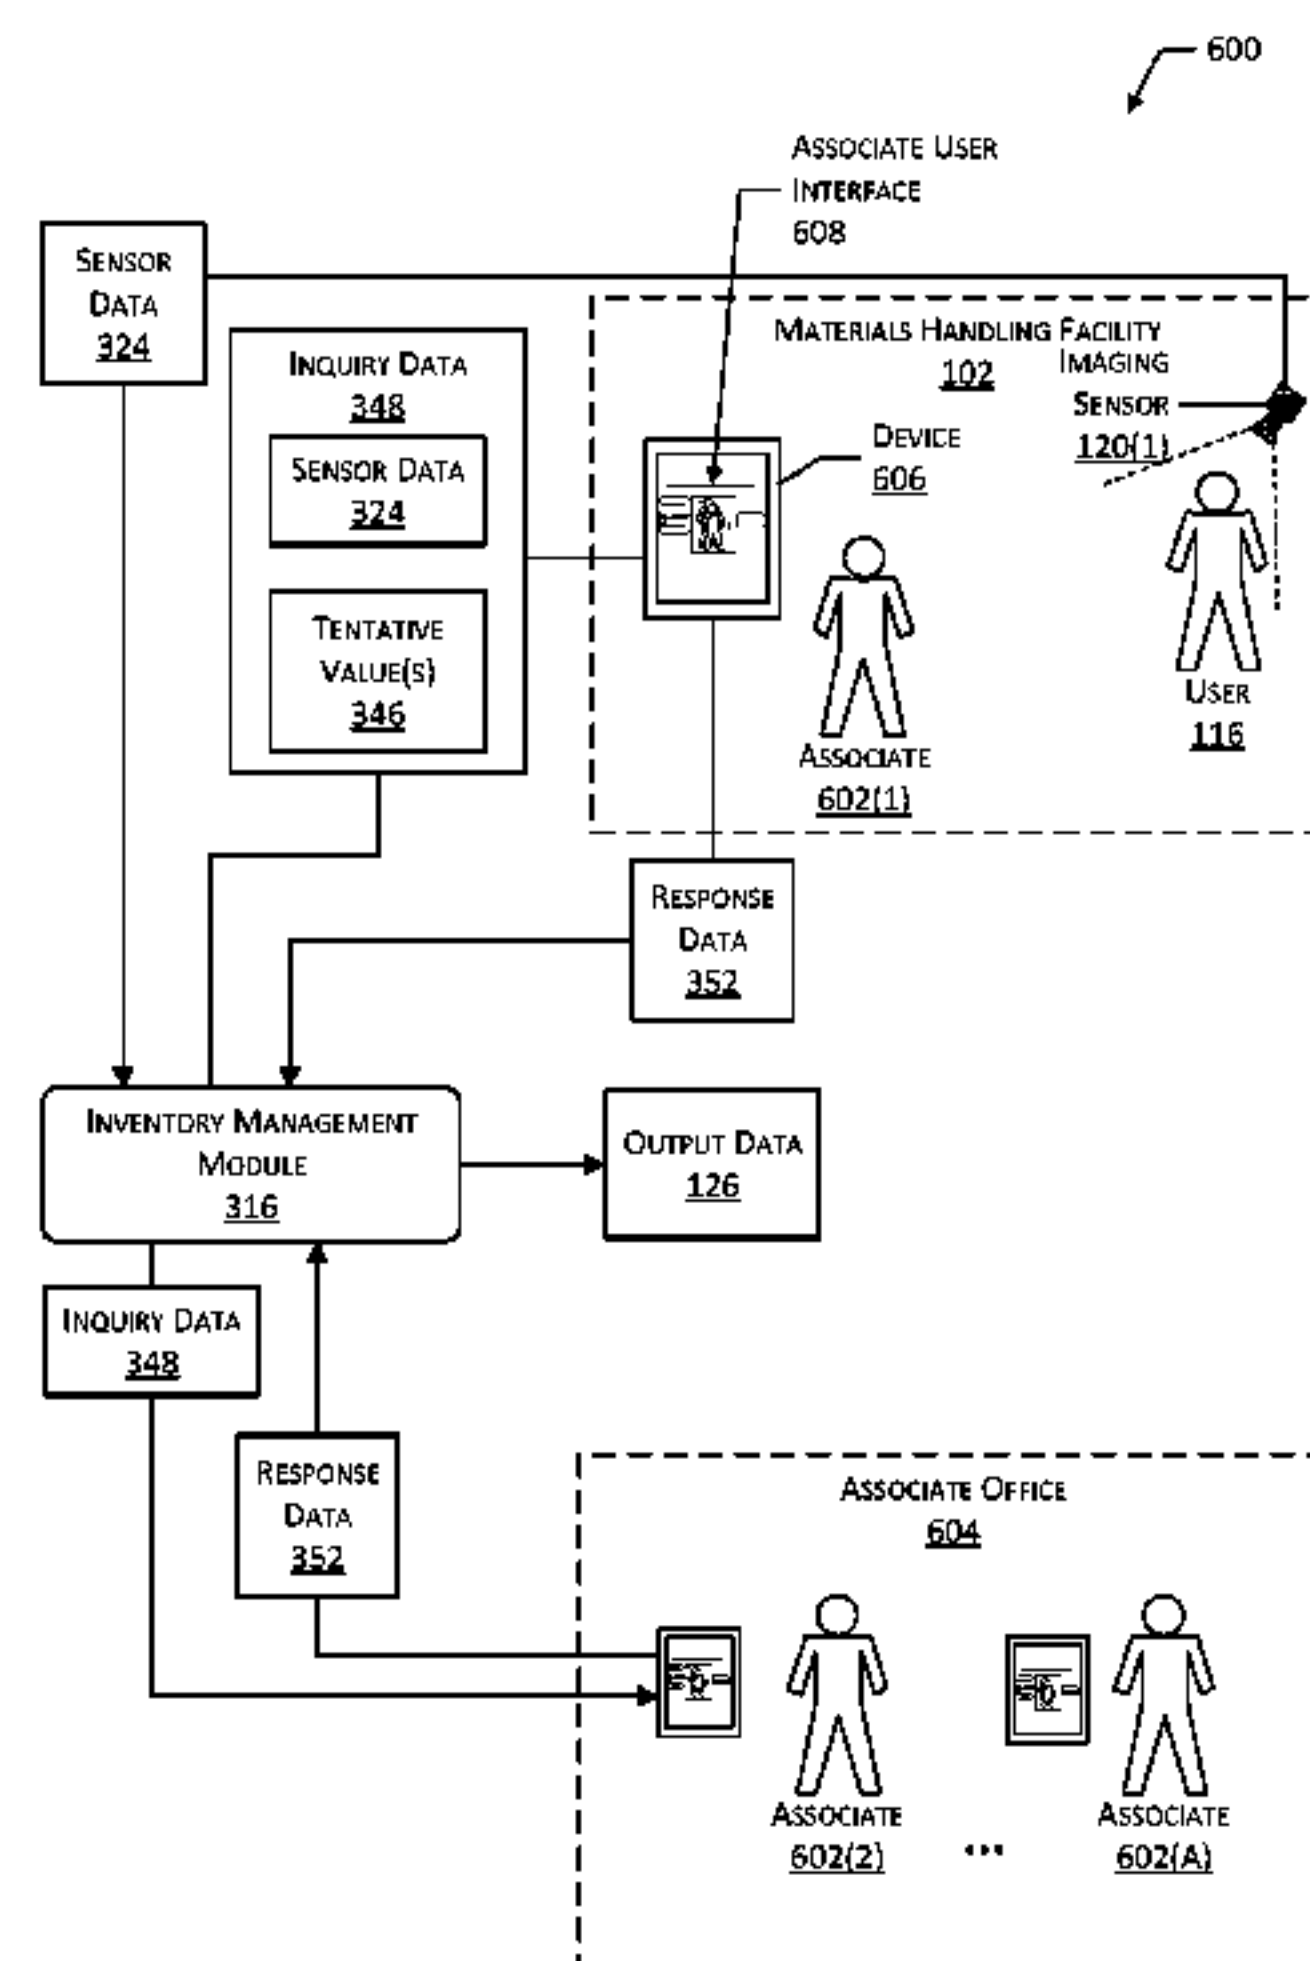 600
ASSOCIATE USER
INTERFACE
608
SENSOR
DATA
324
MATERIALS HANDLING FACILITY
102
IMAGING
SENSOR
120(1)
INQUIRY DATA
348
SENSOR DATA
324
TENTATIVE
VALUE(S)
346
DEVICE
606
ASSOCIATE
602(1)
USER
116
RESPONSE
DATA
352
INVENTORY MANAGEMENT
MODULE
316
OUTPUT DATA
126
INQUIRY DATA
348
RESPONSE
DATA
352
ASSOCIATE OFFICE
604
ASSOCIATE
602(2)
...
ASSOCIATE
602(A)